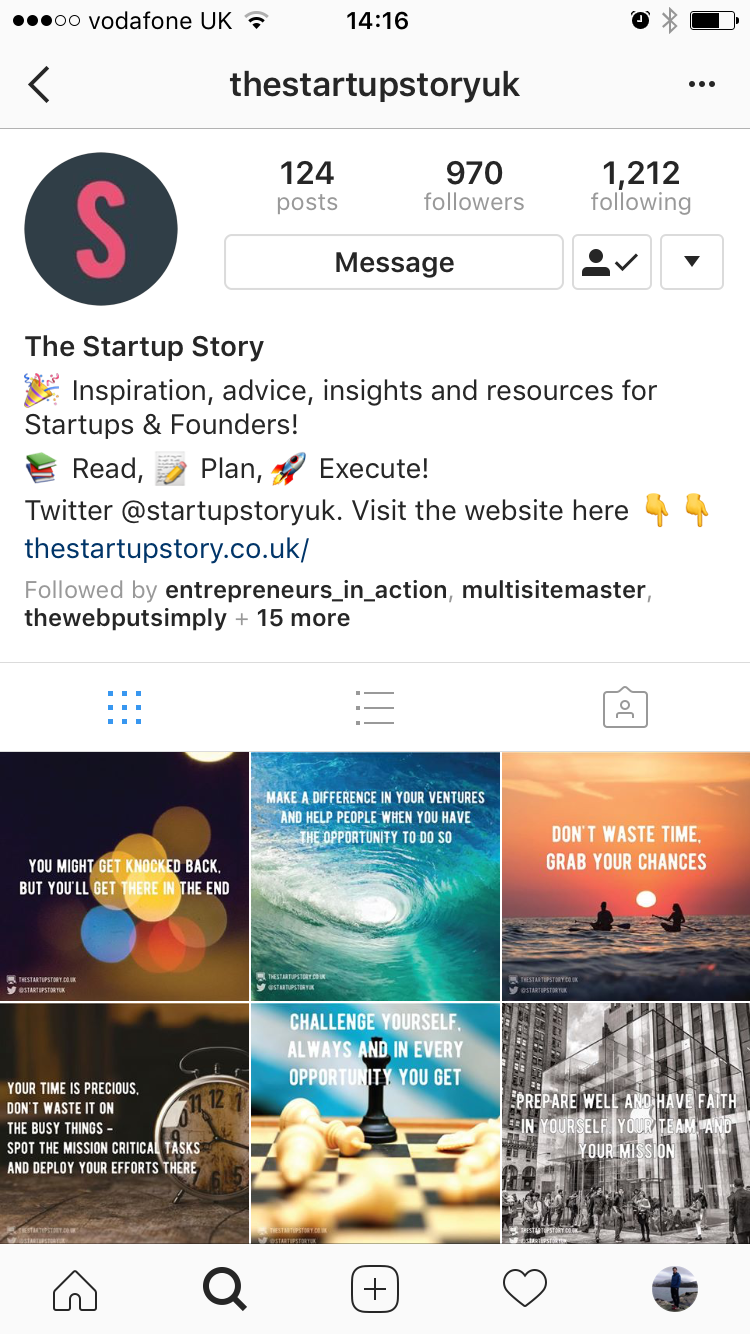 vodafone UK
14:16
thestartupstoryuk
S
124
970
1,212
posts
followers
following
Message
The Startup Story
Inspiration, advice, insights and resources for
Startups & Founders!
Read, Plan, Execute!
Twitter @startupstoryuk. Visit the website here
thestartupstory.co.uk/
Followed by entrepreneurs_in_action, multisitemaster,
thewebputsimply + 15 more
YOU MIGHT GET KNOCKED BACK,
BUT YOU'LL GET THERE IN THE END
THESTARTUPSTORY.CO.UK
@STARTUPSTORYUK
MAKE A DIFFERENCE IN YOUR VENTURES
AND HELP PEOPLE WHEN YOU HAVE
THE OPPORTUNITY TO DO SO
THESTARTUPSTORY.CO.UK
@STARTUPSTORYUK
DON'T WASTE TIME,
GRAB YOUR CHANCES
THESTARTUPSTORY.CO.UK
@STARTUPSTORYUK
YOUR TIME IS PRECIOUS,
DON'T WASTE IT ON
THE BUSY THINGS -
SPOT THE MISSION CRITICAL TASKS
AND DEPLOY YOUR EFFORTS THERE
THESTARTUPSTORY.CO.UK
CHALLENGE YOURSELF,
ALWAYS AND IN EVERY
OPPORTUNITY YOU GET
THESTARTUPSTORY.CO.UK
PREPARE WELL AND HAVE FAITH
IN YOURSELF, YOUR TEAM, AND
YOUR MISSION
THESTARTUPSTORY.CO.UK